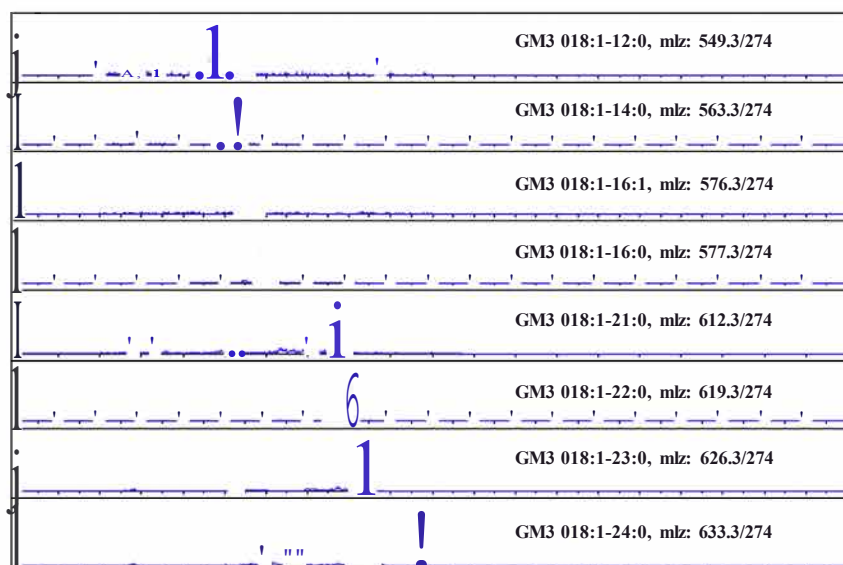 GM3 018:1-12:0, mlz: 549.3/274
GM3 018:1-14:0, mlz: 563.3/274
GM3 018:1-16:1, mlz: 576.3/274
GM3 018:1-16:0, mlz: 577.3/274
GM3 018:1-21:0, mlz: 612.3/274
GM3 018:1-22:0, mlz: 619.3/274
GM3 018:1-23:0, mlz: 626.3/274
GM3 018:1-24:0, mlz: 633.3/274